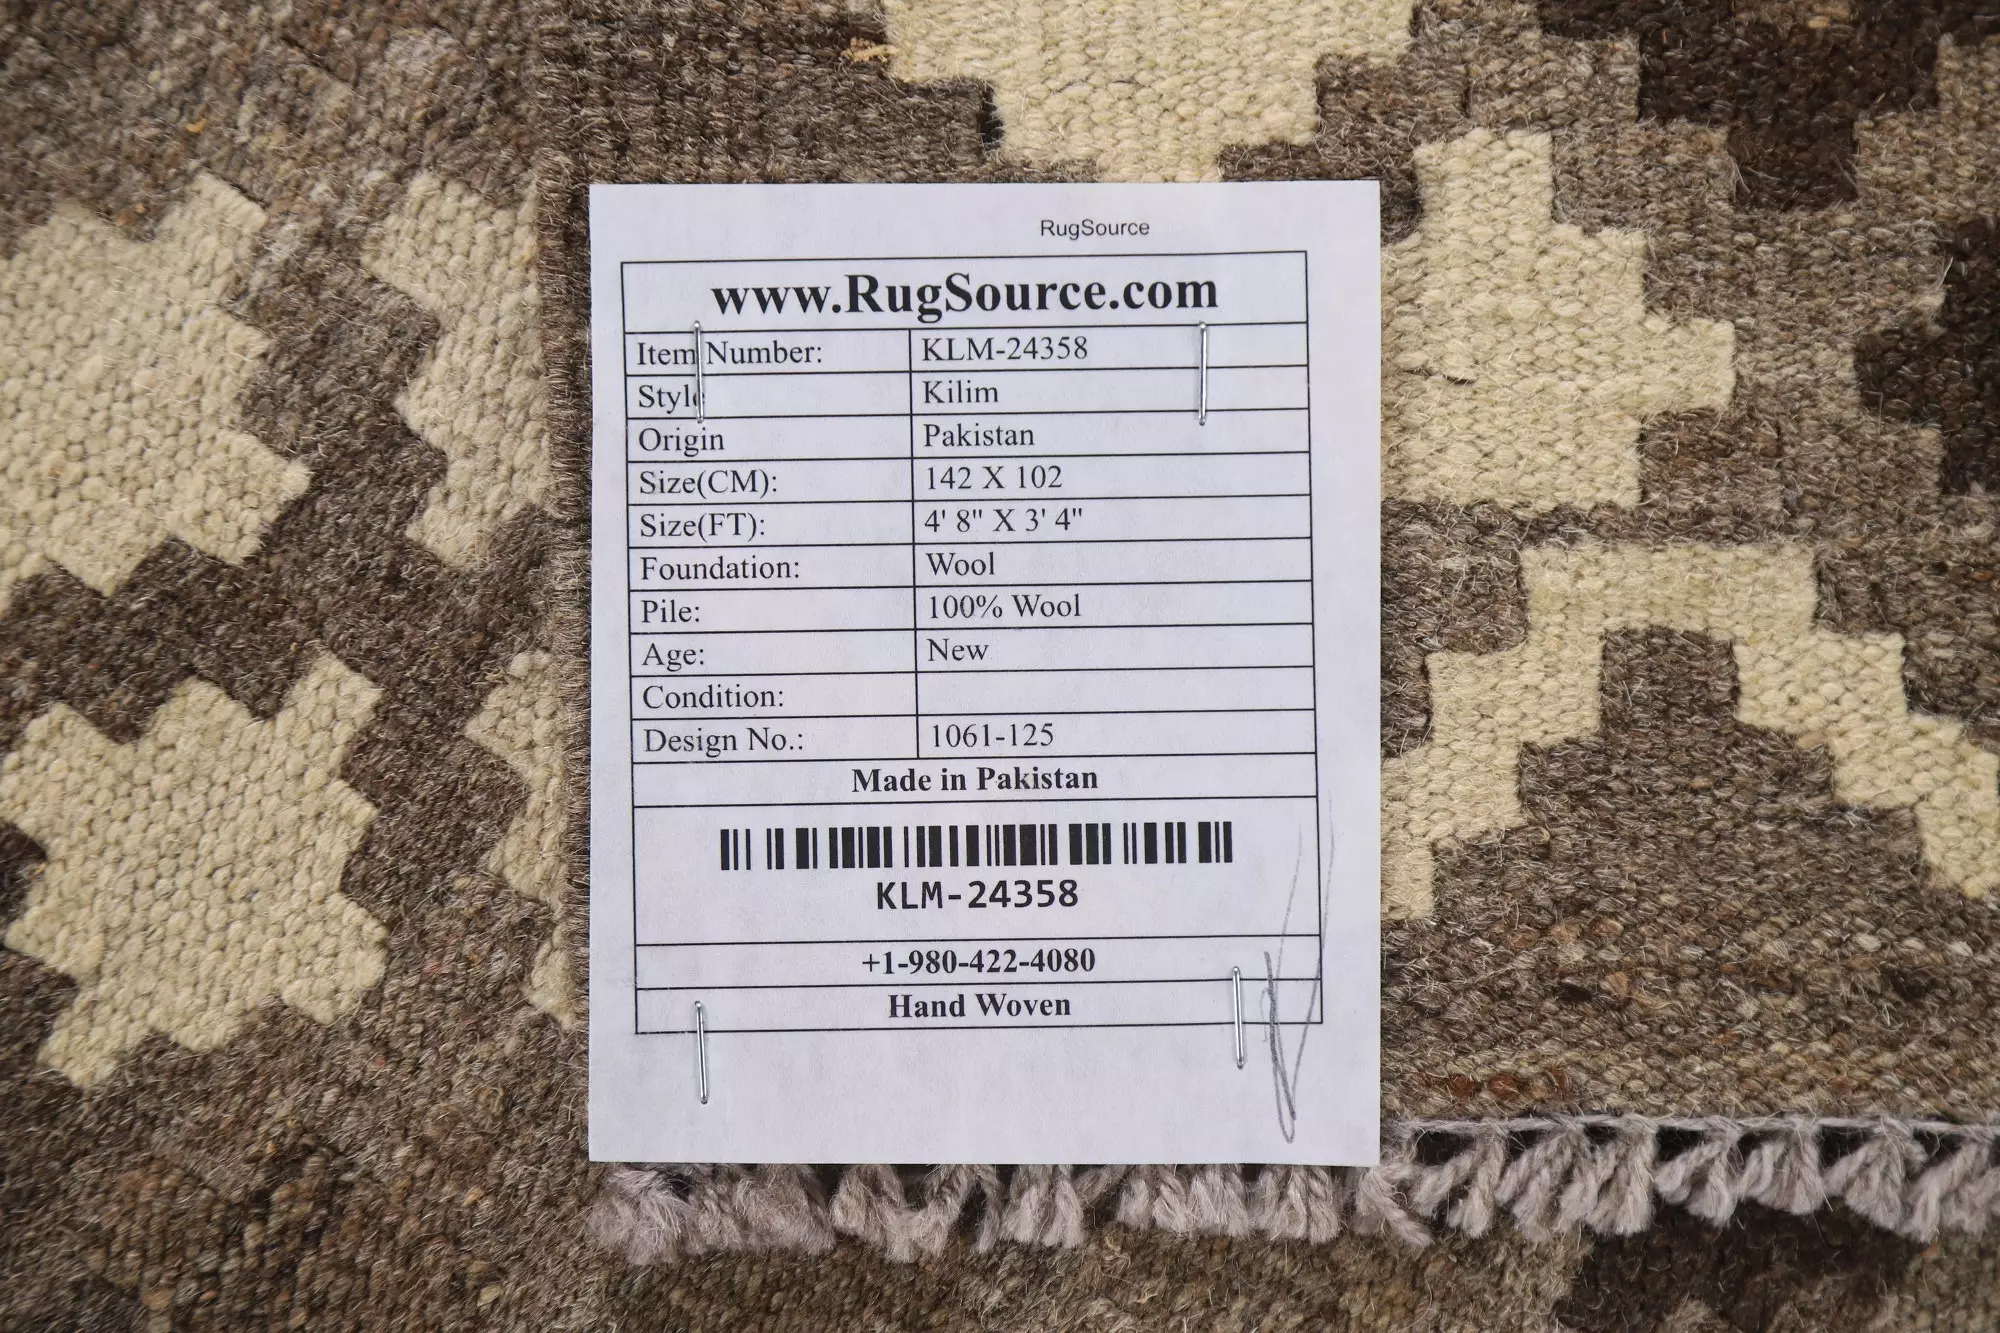 RugSource
www.RugSource.com
Item Number: KLM-24358
Style Kilim
Origin Pakistan
Size(CM): 142 X 102
Size(FT): 4' 8" X 3' 4"
Foundation: Wool
Pile: 100% Wool
Age: New
Condition:
Design No.: 1061-125
Made in Pakistan
KLM-24358
+1-980-422-4080
Hand Woven